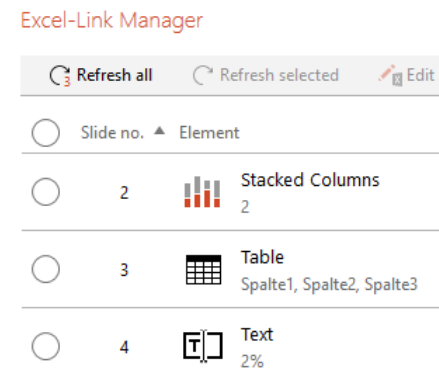 Excel-Link Manager
3 Refresh all Refresh selected Edit
Slide no. Element
Stacked Columns
2
2
Table
3
Spalte1, Spalte2, Spalte3
Text
4
T
2%